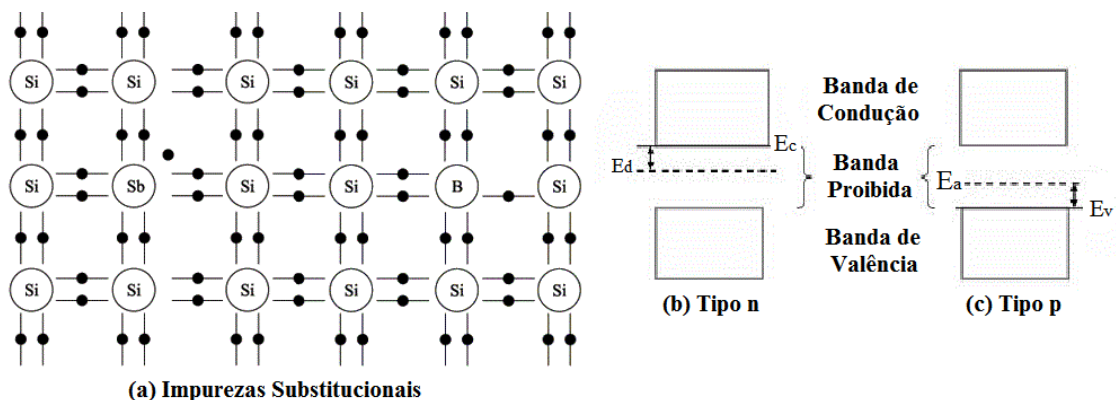 Si Si Si Si Si Si
Si Sb Si Si B Si
Si Si Si Si Si Si
(a) Impurezas Substitucionais
Banda de
Condução
Ec
Ed
Banda
Proibida
Ea
Ev
Banda de
Valência
(b) Tipo n
(c) Tipo p